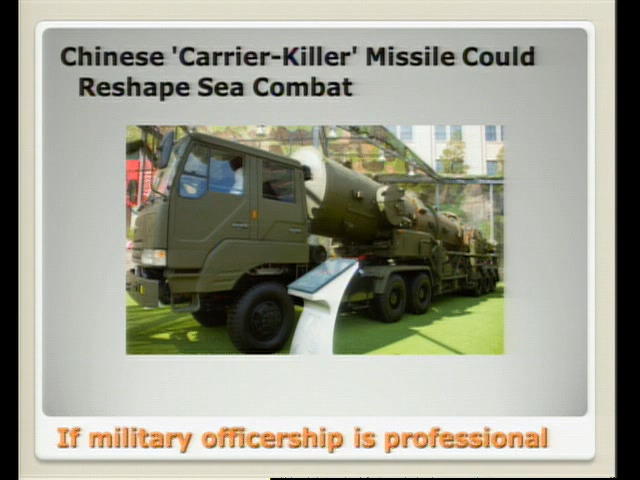 Chinese 'Carrier-Killer' Missile Could
Reshape Sea Combat
If military officership is professional